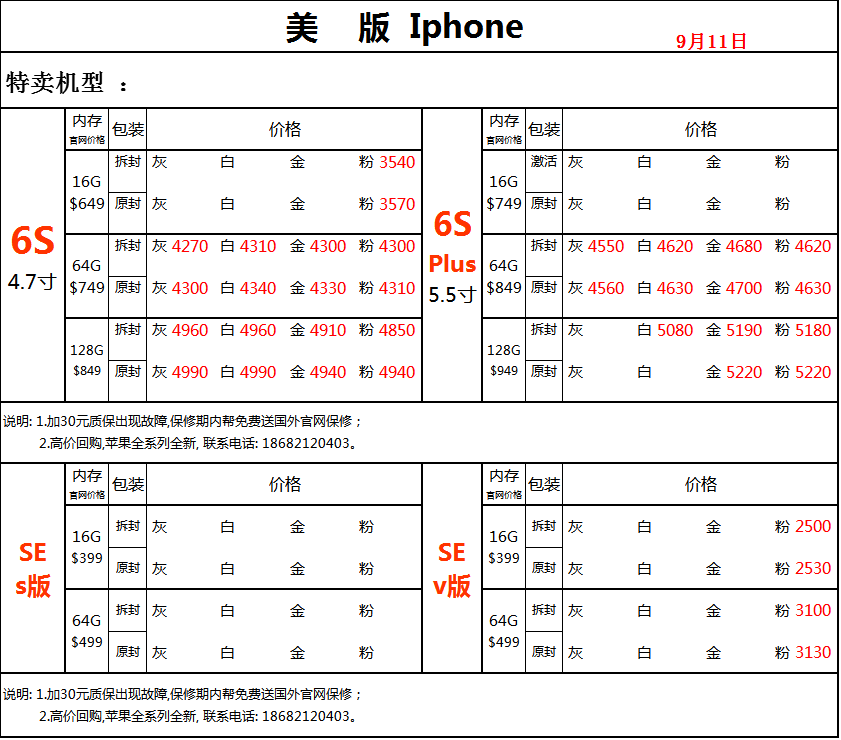 美 版 Iphone
9月11日
特卖机型 ：
内存 官网价格 包装 价格
6S 4.7寸
16G $649
拆封 灰 白 金 粉 3540
原封 灰 白 金 粉 3570
64G $749
拆封 灰 4270 白 4310 金 4300 粉 4300
原封 灰 4300 白 4340 金 4330 粉 4310
128G $849
拆封 灰 4960 白 4960 金 4910 粉 4850
原封 灰 4990 白 4990 金 4940 粉 4940
内存 官网价格 包装 价格
6S Plus 5.5寸
16G $749
激活 灰 白 金 粉
原封 灰 白 金 粉
64G $849
拆封 灰 4550 白 4620 金 4680 粉 4620
原封 灰 4560 白 4630 金 4700 粉 4630
128G $949
拆封 灰 白 5080 金 5190 粉 5180
原封 灰 白 金 5220 粉 5220
说明: 1.加30元质保出现故障,保修期内帮免费送国外官网保修；
2.高价回购,苹果全系列全新, 联系电话: 18682120403。
内存 官网价格 包装 价格
SE s版
16G $399
拆封 灰 白 金 粉
原封 灰 白 金 粉
64G $499
拆封 灰 白 金 粉
原封 灰 白 金 粉
内存 官网价格 包装 价格
SE v版
16G $399
拆封 灰 白 金 粉 2500
原封 灰 白 金 粉 2530
64G $499
拆封 灰 白 金 粉 3100
原封 灰 白 金 粉 3130
说明: 1.加30元质保出现故障,保修期内帮免费送国外官网保修；
2.高价回购,苹果全系列全新, 联系电话: 18682120403。